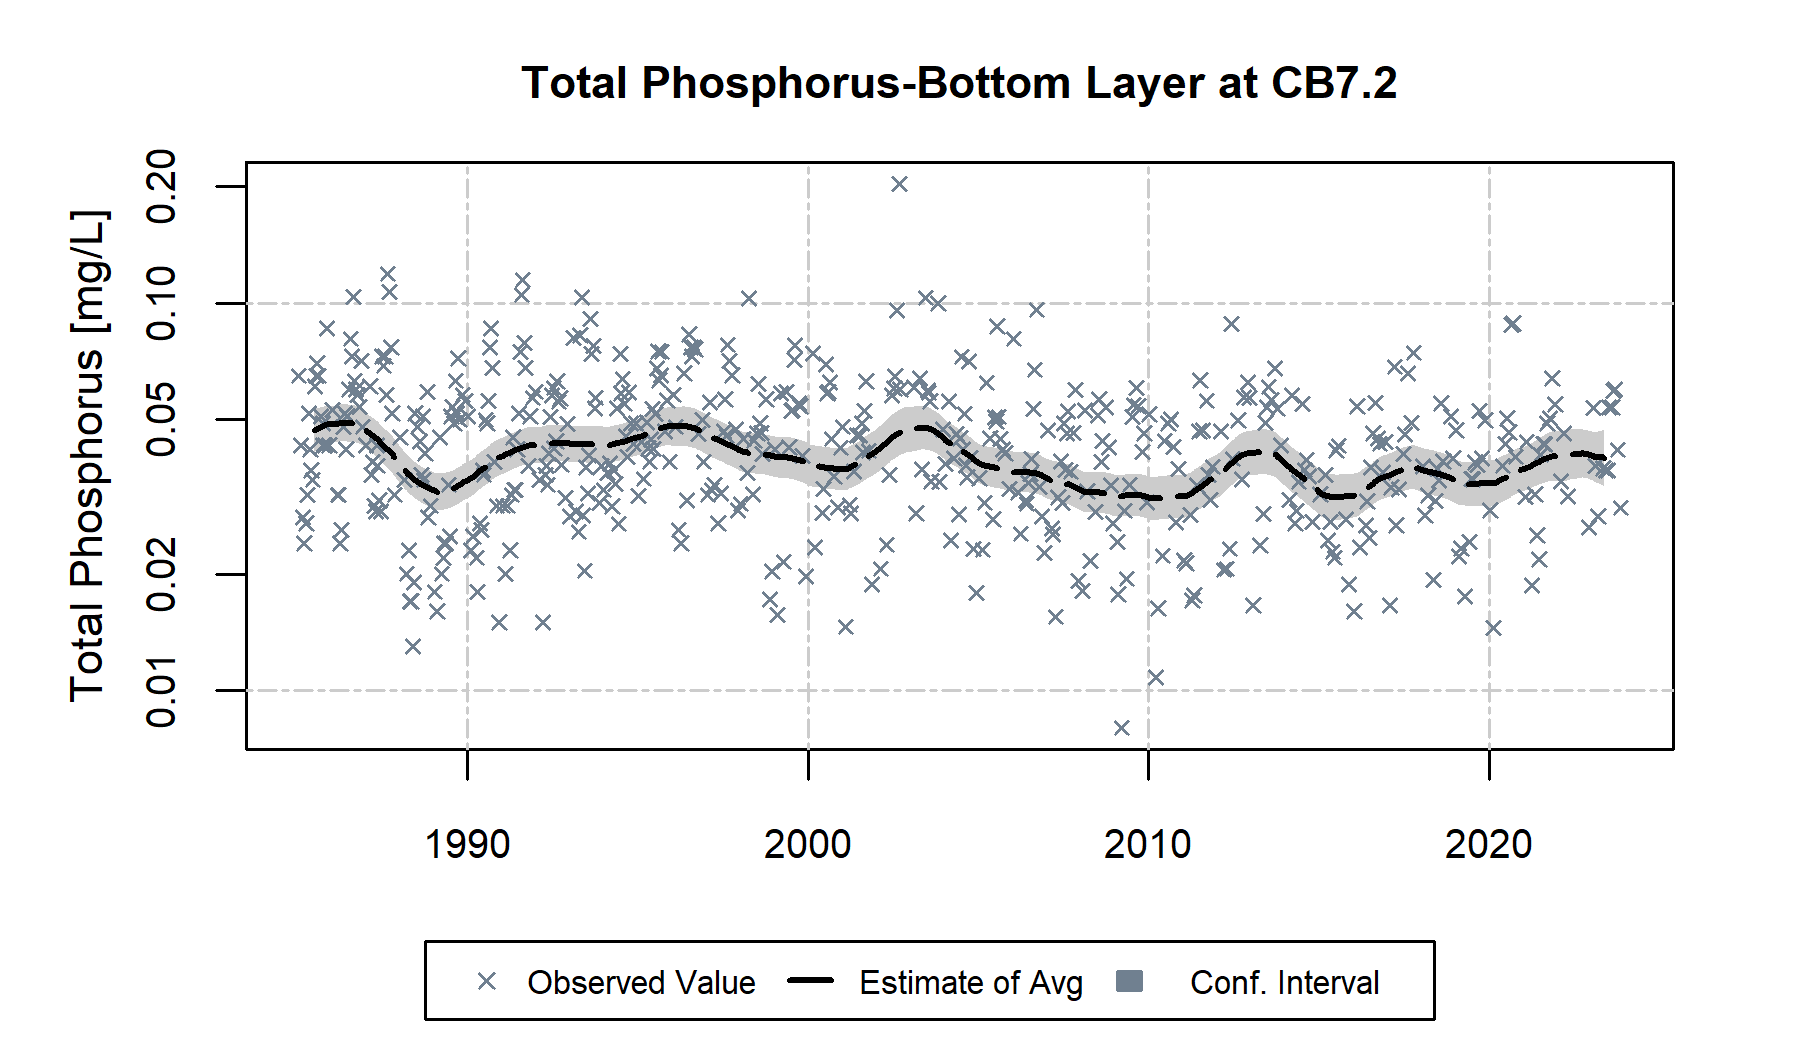 Total Phosphorus-Bottom Layer at CB7.2
Total Phosphorus [mg/L]
0.20
0.10
0.05
0.02
0.01
1990 2000 2010 2020
Observed Value Estimate of Avg Conf. Interval